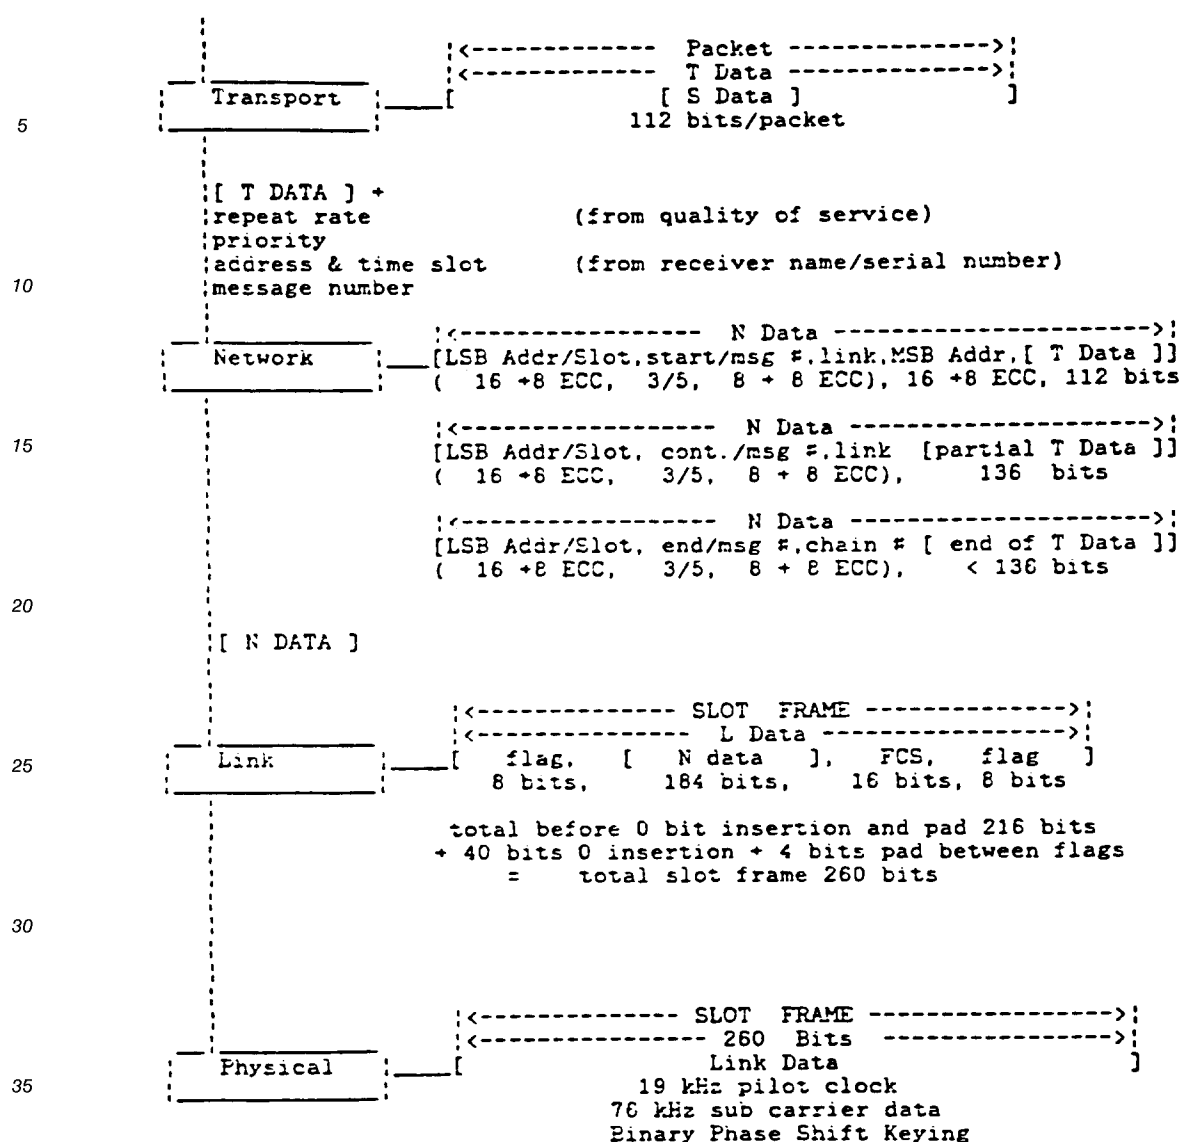 |<------------- Packet -------------->|
|<------------- T Data -------------->|
Transport [ [ S Data ] ]
5 112 bits/packet
[ T DATA ] +
repeat rate (from quality of service)
priority
address & time slot (from receiver name/serial number)
10 message number
|<----------------- N Data ---------------------->|
Network [LSB Addr/Slot,start/msg #,link,MSB Addr,[ T Data ]]
( 16 +8 ECC, 3/5, 8 + 8 ECC), 16 +8 ECC, 112 bits
15 |<------------------ N Data --------------------->|
[LSB Addr/Slot, cont./msg #,link [partial T Data ]]
( 16 +8 ECC, 3/5, 8 + 8 ECC), 136 bits
|<------------------ N Data --------------------->|
[LSB Addr/Slot, end/msg #,chain # [ end of T Data ]]
( 16 +8 ECC, 3/5, 8 + 8 ECC), < 136 bits
20
[ N DATA ]
|<-------------- SLOT FRAME -------------->|
|<---------------- L Data ----------------->|
25 Link [ flag, [ N data ], FCS, flag ]
8 bits, 184 bits, 16 bits, 8 bits
total before 0 bit insertion and pad 216 bits
+ 40 bits 0 insertion + 4 bits pad between flags
= total slot frame 260 bits
30
|<-------------- SLOT FRAME ----------------->|
|<---------------- 260 Bits ---------------->|
Physical [ Link Data ]
35 19 kHz pilot clock
76 kHz sub carrier data
Binary Phase Shift Keying